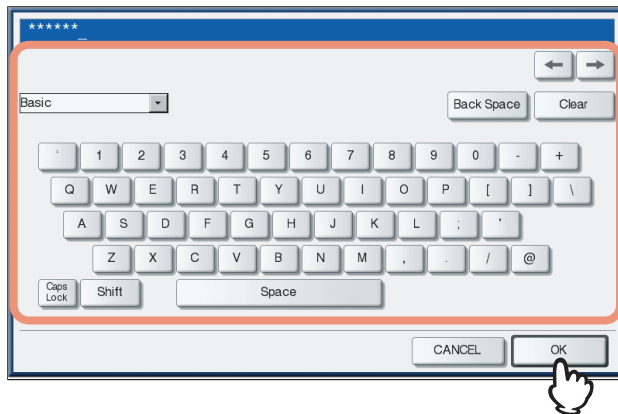 ******_
← →
Basic Back Space Clear
` 1 2 3 4 5 6 7 8 9 0 - +
Q W E R T Y U I O P [ ] \
A S D F G H J K L ; '
Z X C V B N M , . / @
Caps Lock Shift Space
CANCEL OK